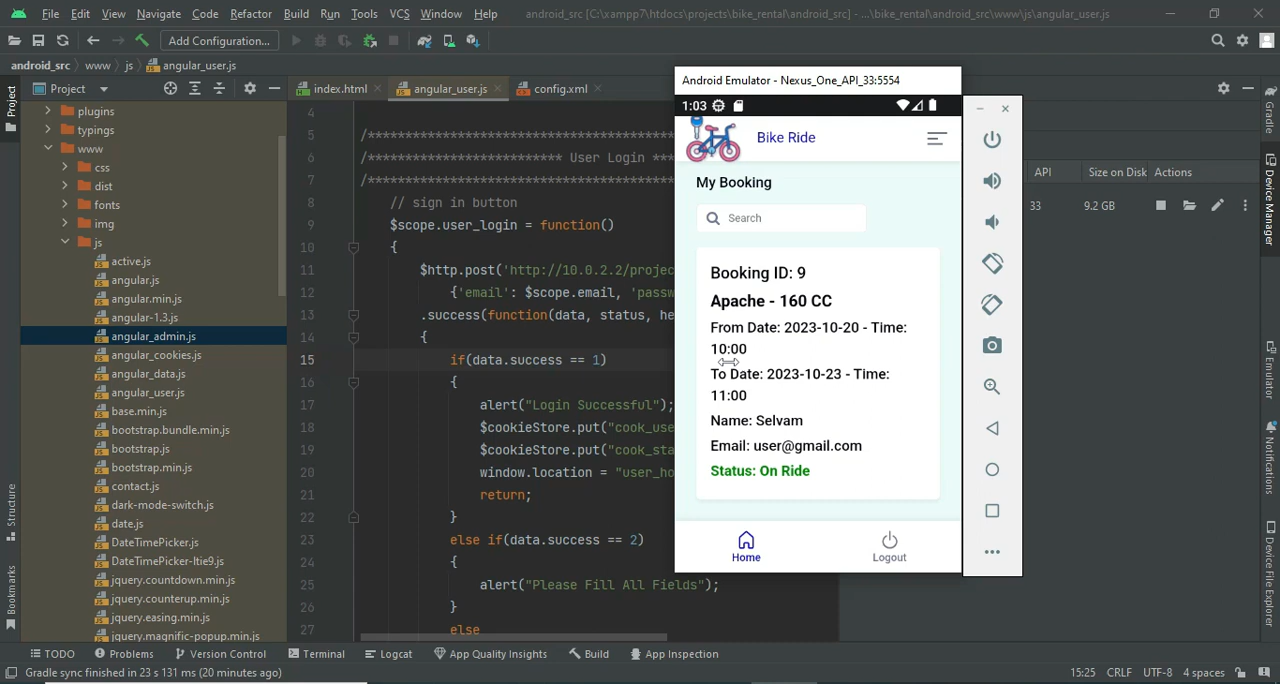 File Edit View Navigate Code Refactor Build Run Tools VCS Window Help android_src [C:\xampp7\htdocs\projects\bike_rental\android_src] - ...\bike_rental\android_src\www\js\angular_user.js
Add Configuration...
android_src www js angular_user.js
Project
index.html
angular_user.js
config.xml
plugins
typings
www
css
dist
fonts
img
js
active.js
angular.js
angular.min.js
angular-1.3.js
angular_admin.js
angular_cookies.js
angular_data.js
angular_user.js
base.min.js
bootstrap.bundle.min.js
bootstrap.js
bootstrap.min.js
contact.js
dark-mode-switch.js
date.js
DateTimePicker.js
DateTimePicker-ltie9.js
jquery.countdown.min.js
jquery.counterup.min.js
jquery.easing.min.js
jquery.magnific-popup.min.js
4
5 /****************************************
6 /************************** User Login ***
7 /****************************************
8 // sign in button
9 $scope.user_login = function()
10 {
11 $http.post('http://10.0.2.2/projec
12 {'email': $scope.email, 'passw
13 .success(function(data, status, he
14 {
15 if(data.success == 1)
16 {
17 alert("Login Successful");
18 $cookieStore.put("cook_use
19 $cookieStore.put("cook_sta
20 window.location = "user_ho
21 return;
22 }
23 else if(data.success == 2)
24 {
25 alert("Please Fill All Fields");
26 }
27 else
Android Emulator - Nexus_One_API_33:5554
1:03
Bike Ride
My Booking
Search
Booking ID: 9
Apache - 160 CC
From Date: 2023-10-20 - Time:
10:00
To Date: 2023-10-23 - Time:
11:00
Name: Selvam
Email: user@gmail.com
Status: On Ride
Home Logout
API Size on Disk Actions
33 9.2 GB
Project
Structure
Bookmarks
Gradle
Device Manager
Emulator
Notifications
Device File Explorer
TODO Problems Version Control Terminal Logcat App Quality Insights Build App Inspection
Gradle sync finished in 23 s 131 ms (20 minutes ago) 15:25 CRLF UTF-8 4 spaces